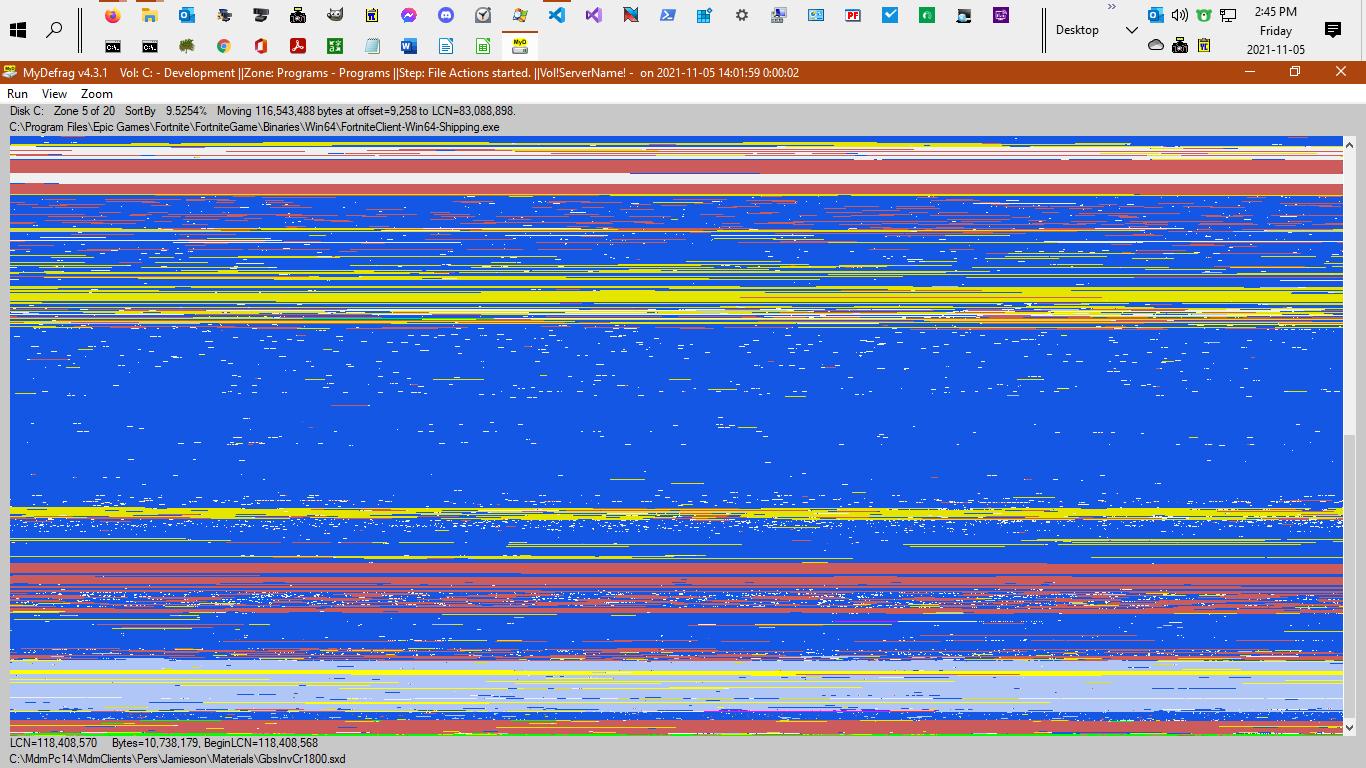 2:45 PM
Desktop
Friday
2021-11-05
MyDefrag v4.3.1 Vol: C: - Development ||Zone: Programs - Programs ||Step: File Actions started. ||Vol!ServerName! - on 2021-11-05 14:01:59 0:00:02
Run View Zoom
Disk C: Zone 5 of 20 SortBy 9.5254% Moving 116,543,488 bytes at offset=9,258 to LCN=83,088,898.
C:\Program Files\Epic Games\Fortnite\FortniteGame\Binaries\Win64\FortniteClient-Win64-Shipping.exe
LCN=118,408,570 Bytes=10,738,179, BeginLCN=118,408,568
C:\MdmPc14\MdmClients\Pers\Jamieson\Materials\GbsInvCr1800.sxd